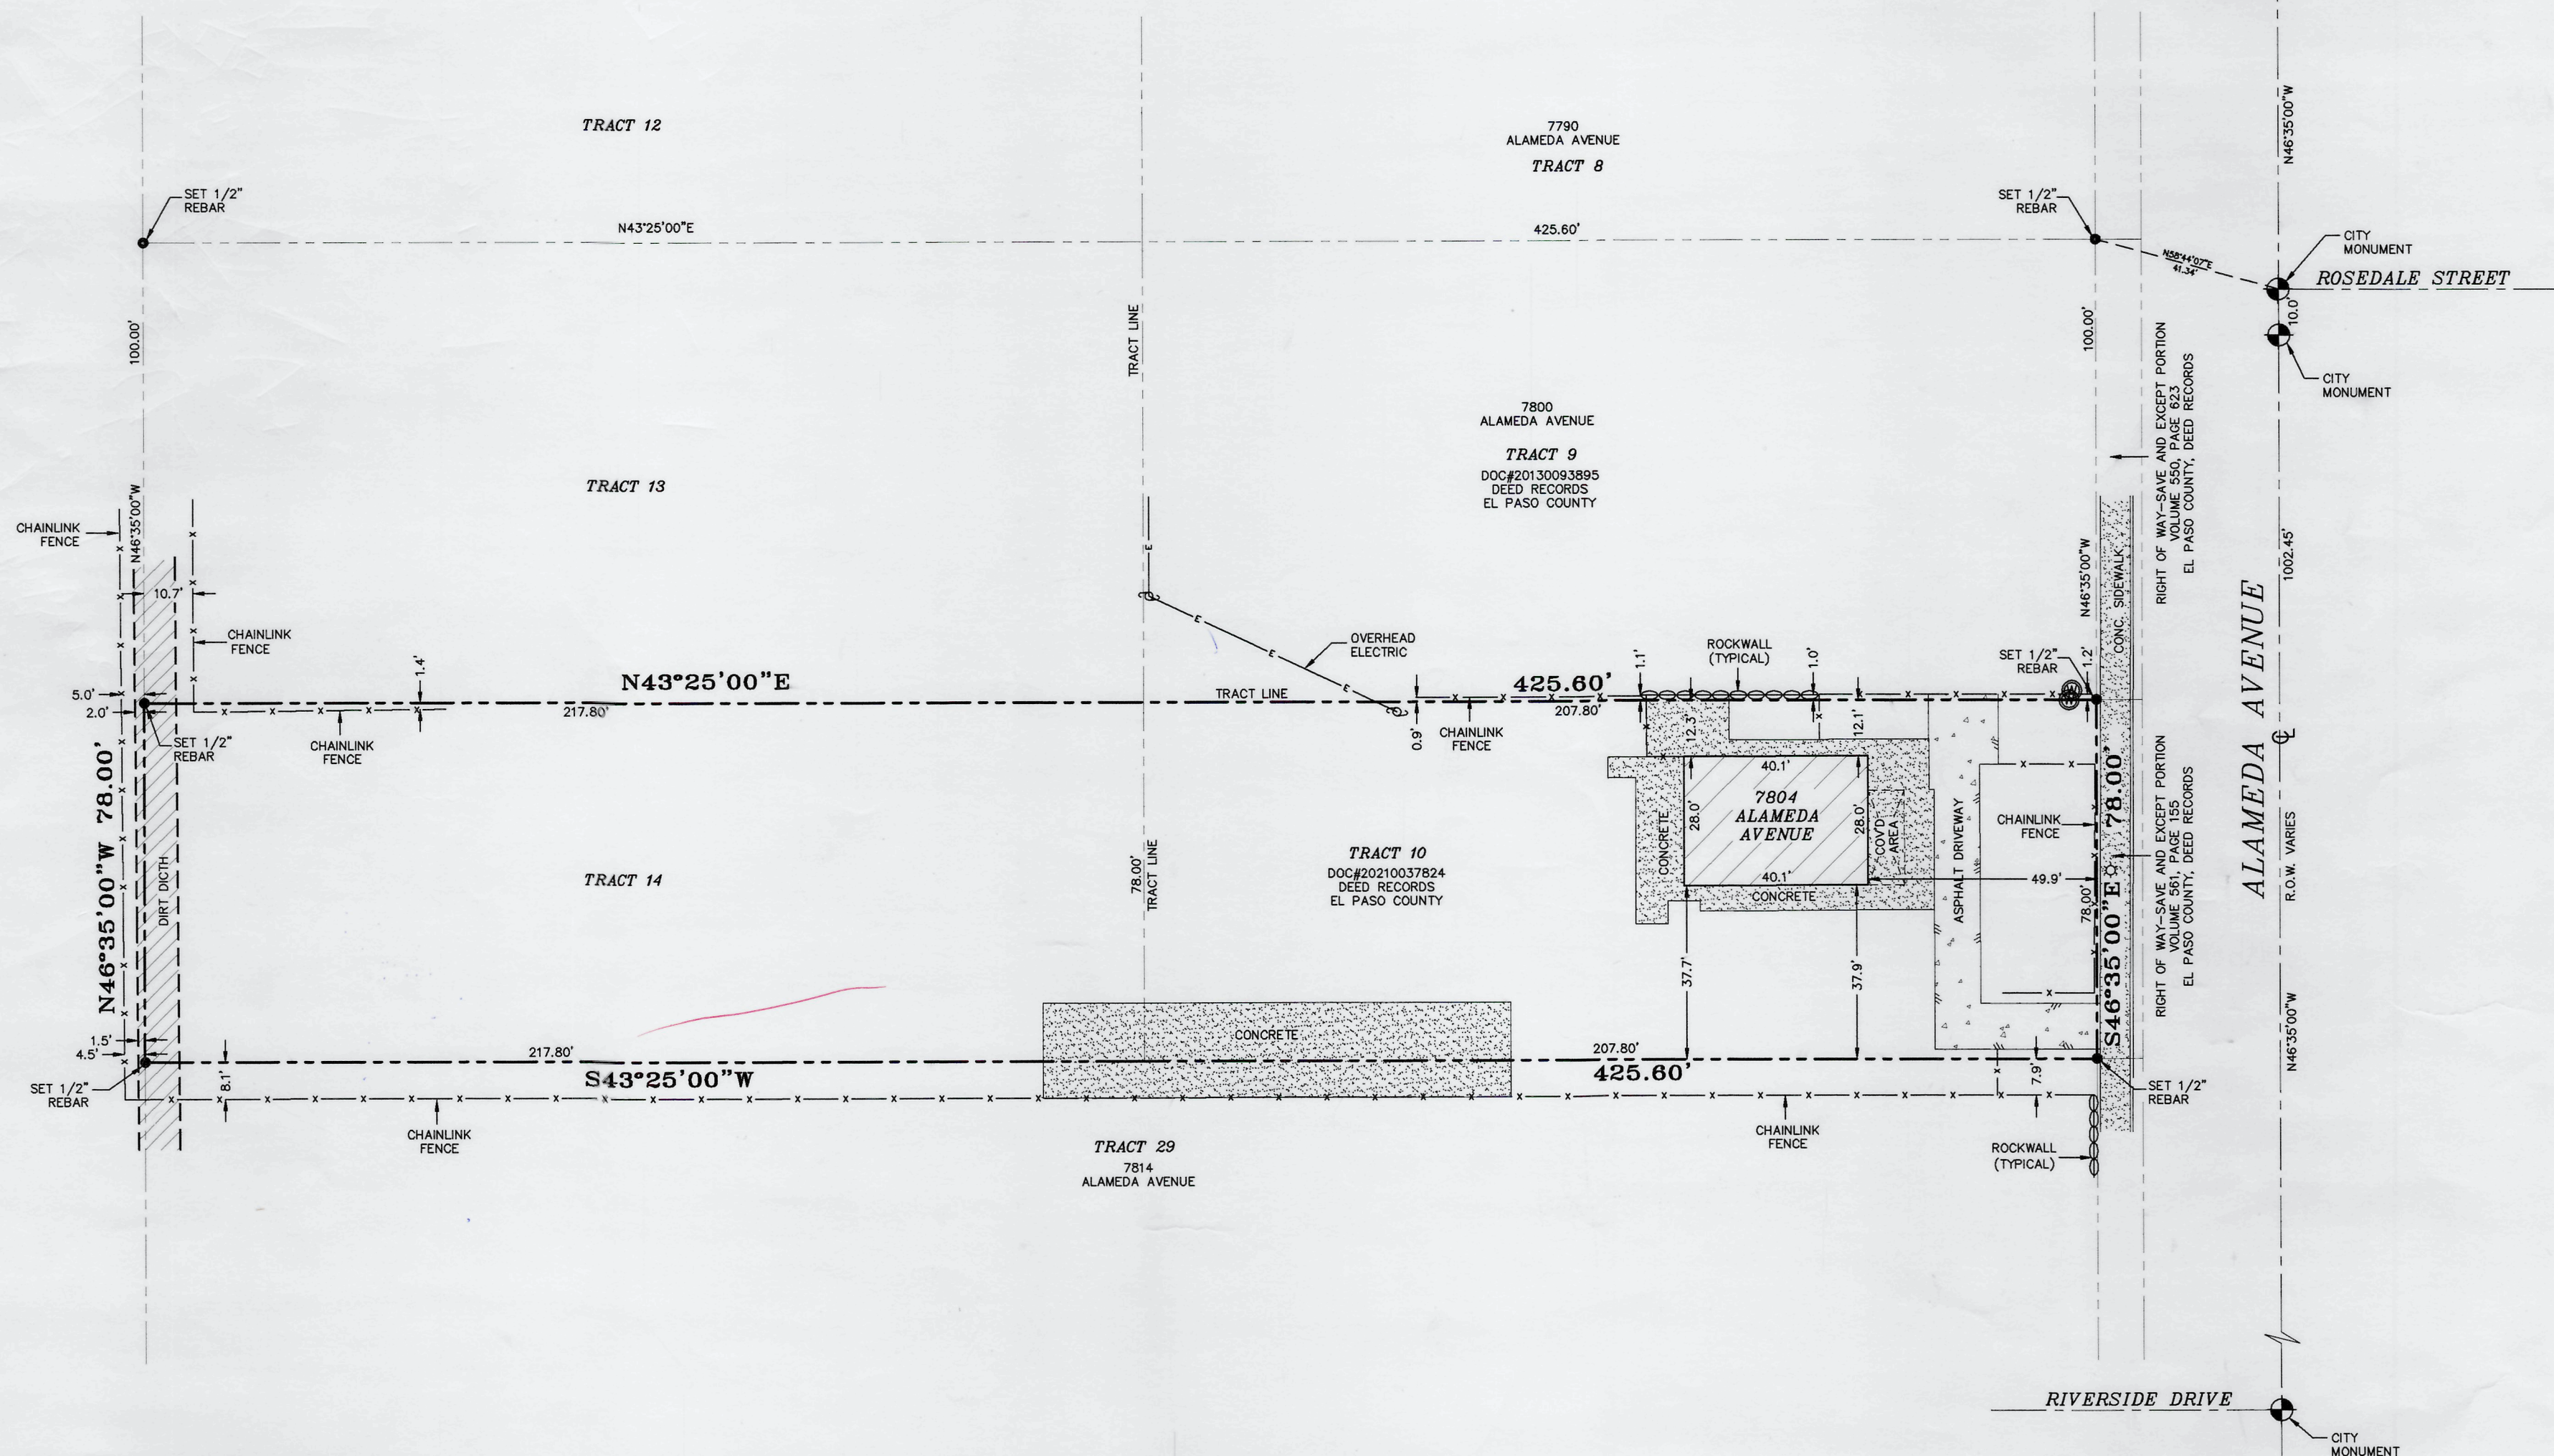 TRACT 12
7790
ALAMEDA AVENUE
TRACT 8
N46°35'00"W
SET 1/2"
REBAR
SET 1/2"
REBAR
N43°25'00"E
425.60'
CITY
MONUMENT
N58°44'07"E
41.34'
ROSEDALE STREET
10.0'
CITY
MONUMENT
100.00'
TRACT LINE
100.00'
RIGHT OF WAY-SAVE AND EXCEPT PORTION
VOLUME 550, PAGE 623
EL PASO COUNTY, DEED RECORDS
7800
ALAMEDA AVENUE
TRACT 9
DOC#20130093895
DEED RECORDS
EL PASO COUNTY
TRACT 13
CHAINLINK
FENCE
N46°35'00"W
10.7'
CHAINLINK
FENCE
1.4'
E
E
E
E
OVERHEAD
ELECTRIC
N46°35'00"W
CONC. SIDEWALK
1002.45'
ALAMEDA AVENUE
R.O.W. VARIES
1.1'
ROCKWALL
(TYPICAL)
1.0'
SET 1/2"
REBAR
1.2'
5.0'
2.0'
N43°25'00"E
217.80'
TRACT LINE
425.60'
207.80'
SET 1/2"
REBAR
CHAINLINK
FENCE
0.9'
CHAINLINK
FENCE
12.3'
12.1'
N46°35'00"W 78.00'
DIRT DICTH
TRACT 14
78.00'
TRACT LINE
TRACT 10
DOC#20210037824
DEED RECORDS
EL PASO COUNTY
40.1'
7804
ALAMEDA
AVENUE
28.0'
28.0'
40.1'
CONCRETE
COV'D
AREA
CONCRETE
ASPHALT DRIVEWAY
CHAINLINK
FENCE
49.9'
78.00'
S46°35'00"E 78.00'
RIGHT OF WAY-SAVE AND EXCEPT PORTION
VOLUME 561, PAGE 155
EL PASO COUNTY, DEED RECORDS
37.7'
37.9'
N46°35'00"W
CONCRETE
1.5'
4.5'
217.80'
S43°25'00"W
207.80'
425.60'
SET 1/2"
REBAR
8.1'
7.9'
SET 1/2"
REBAR
CHAINLINK
FENCE
CHAINLINK
FENCE
TRACT 29
7814
ALAMEDA AVENUE
ROCKWALL
(TYPICAL)
RIVERSIDE DRIVE
CITY
MONUMENT